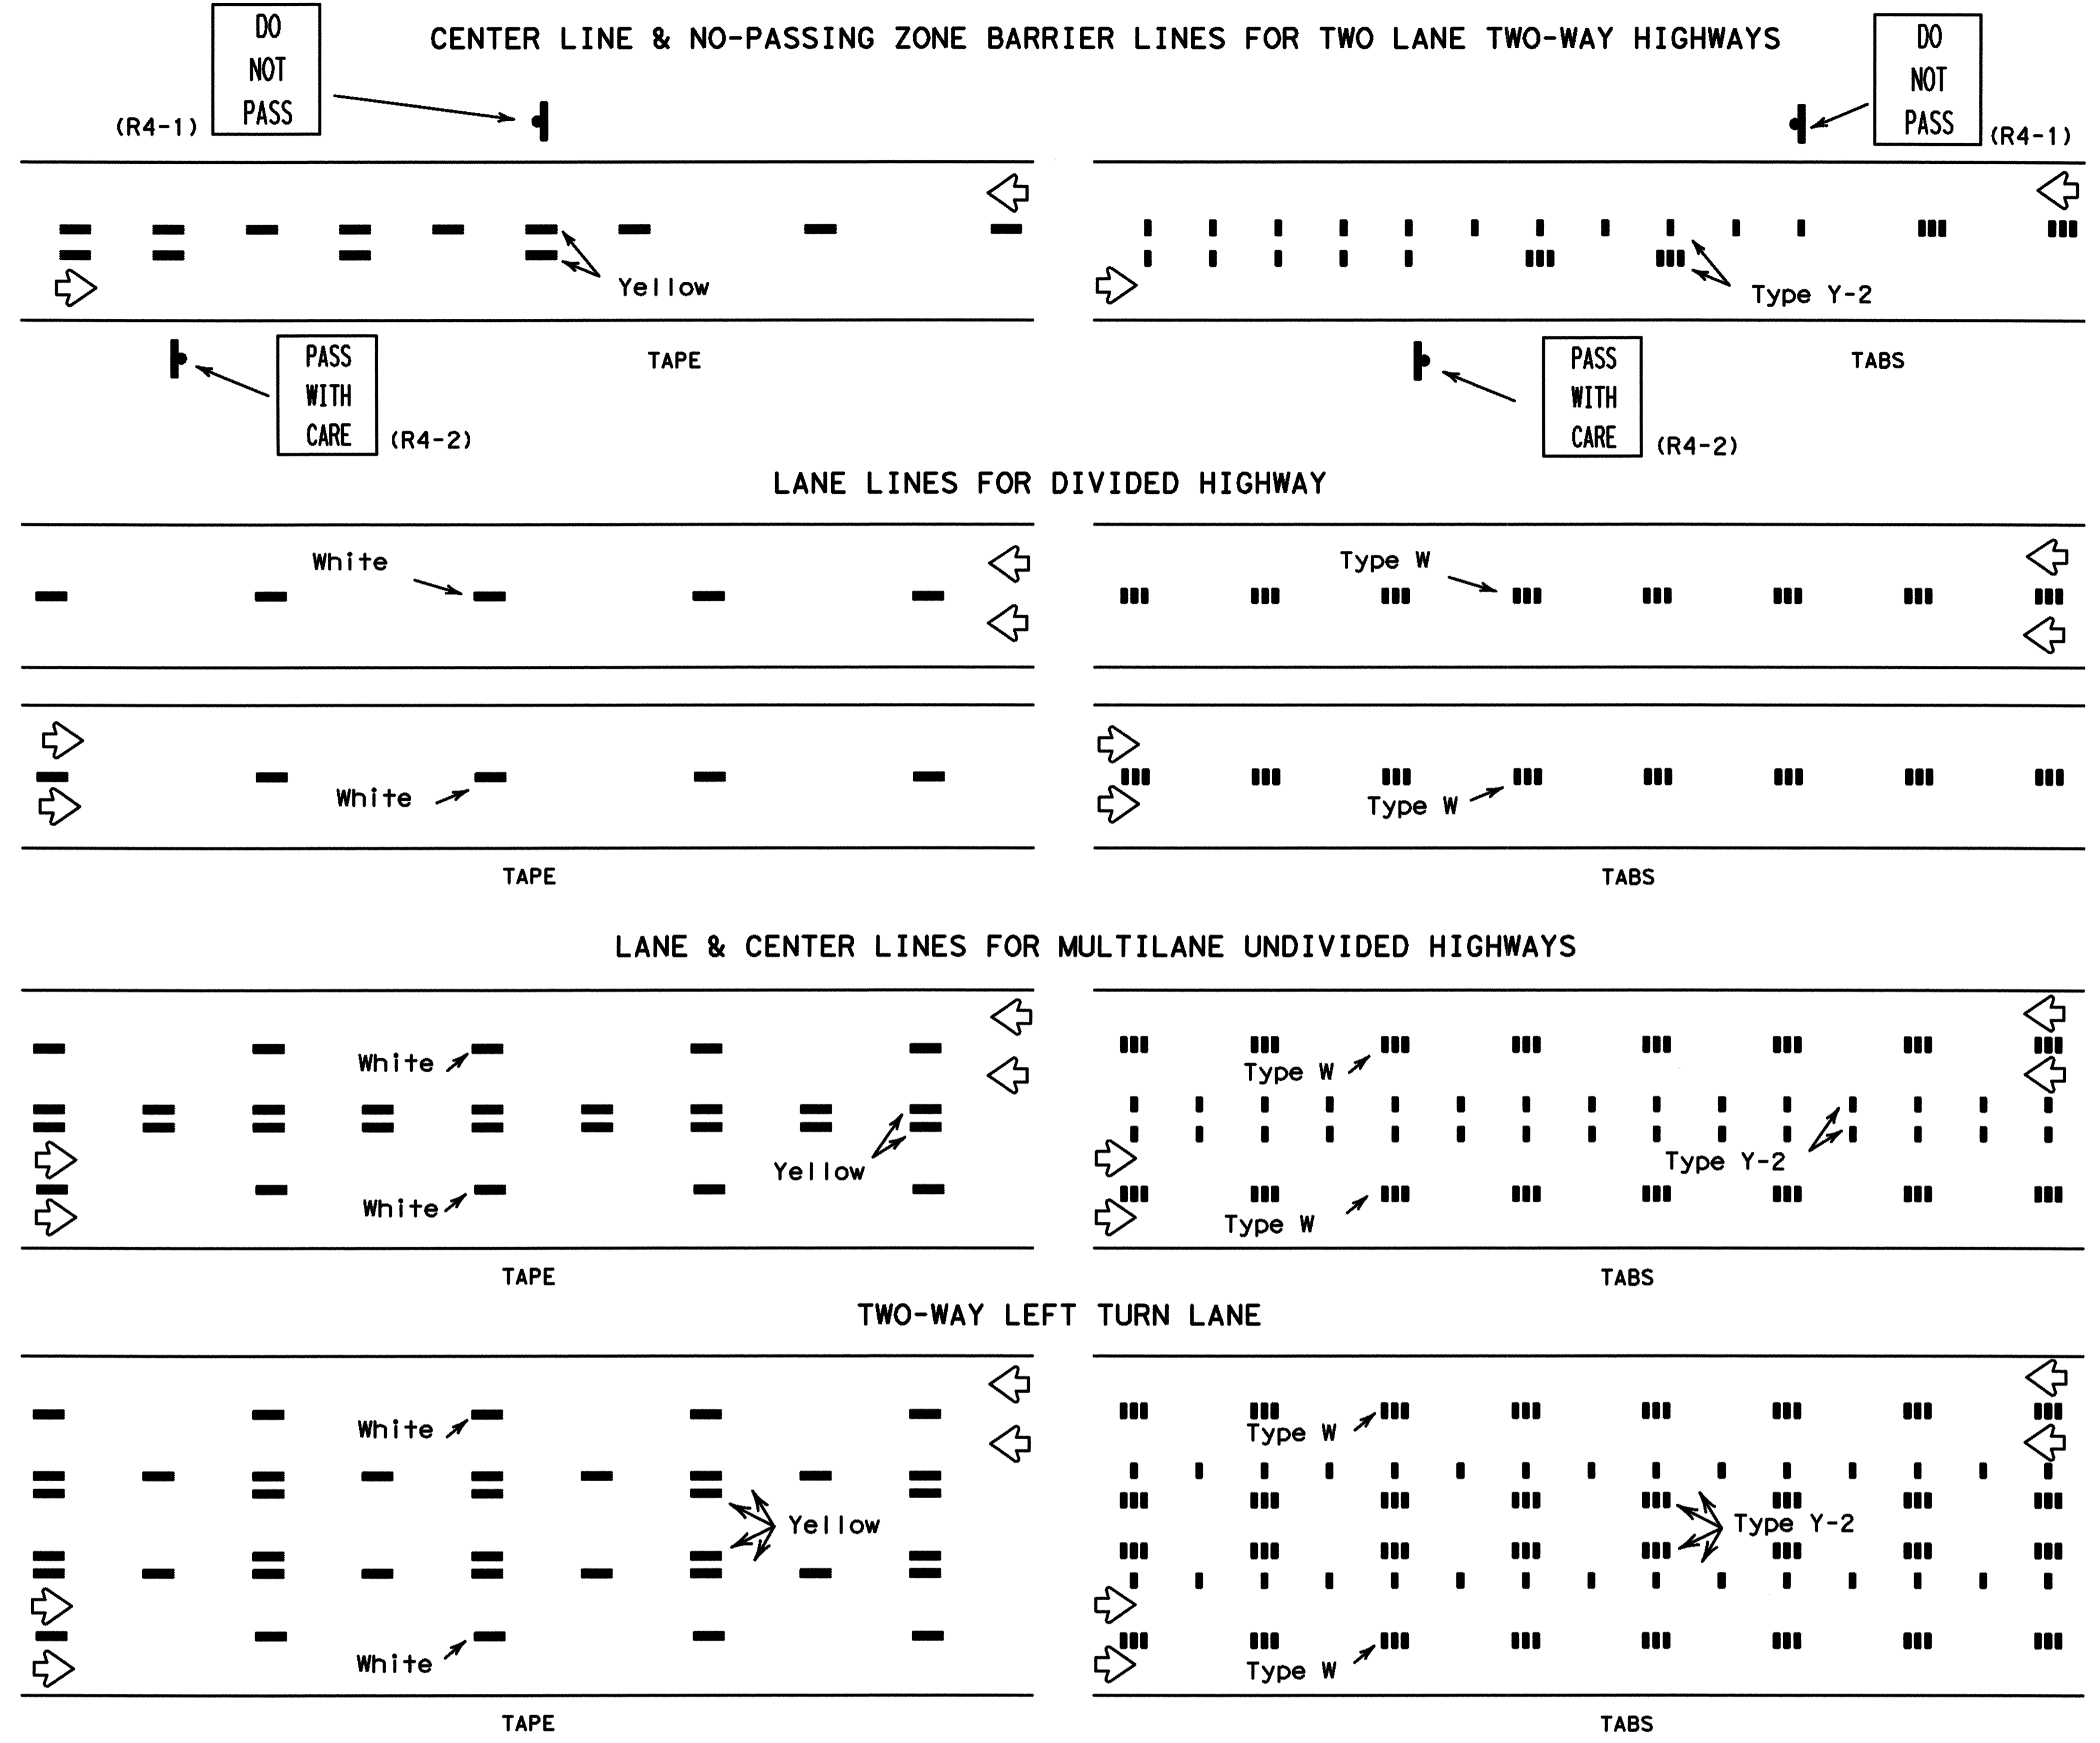 CENTER LINE & NO-PASSING ZONE BARRIER LINES FOR TWO LANE TWO-WAY HIGHWAYS
DO
NOT
PASS
(R4-1)
DO
NOT
PASS
(R4-1)
Yellow
Type Y-2
PASS
WITH
CARE
(R4-2)
TAPE
PASS
WITH
CARE
(R4-2)
TABS
LANE LINES FOR DIVIDED HIGHWAY
White
Type W
White
Type W
TAPE
TABS
LANE & CENTER LINES FOR MULTILANE UNDIVIDED HIGHWAYS
White
Type W
Yellow
Type Y-2
White
Type W
TAPE
TABS
TWO-WAY LEFT TURN LANE
White
Type W
Yellow
Type Y-2
White
Type W
TAPE
TABS